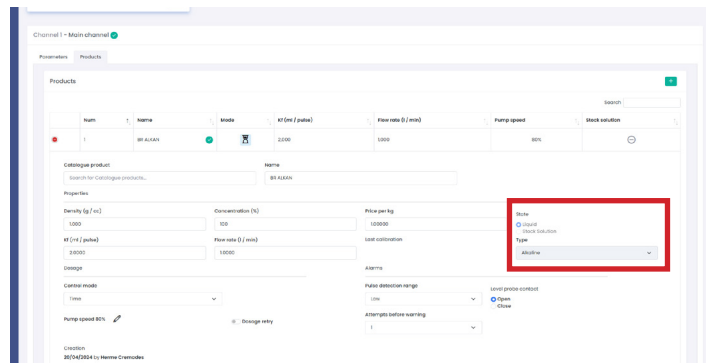 Channel 1 - Main channel
Parameters Products
Products
+
Search
Num Name Mode Kf (ml / pulse) Flow rate (l / min) Pump speed Stock solution
1 BR ALKAN 2,000 1,000 80%
Catalogue product Name
Search for Catalogue products... BR ALKAN
Properties
Density (g / cc) Concentration (%) Price per kg State
1.000 100 1.00000 Liquid
Stock Solution
Kf (ml / pulse) Flow rate (l / min) Last calibration Type
2.0000 1.0000 Alkaline
Dosage Alarms
Control mode Pulse detection range Level probe contact
Time Low Open
Close
Pump speed 80% Dosage retry Attempts before warning
1
Creation
30/04/2024 by Herme Cremades